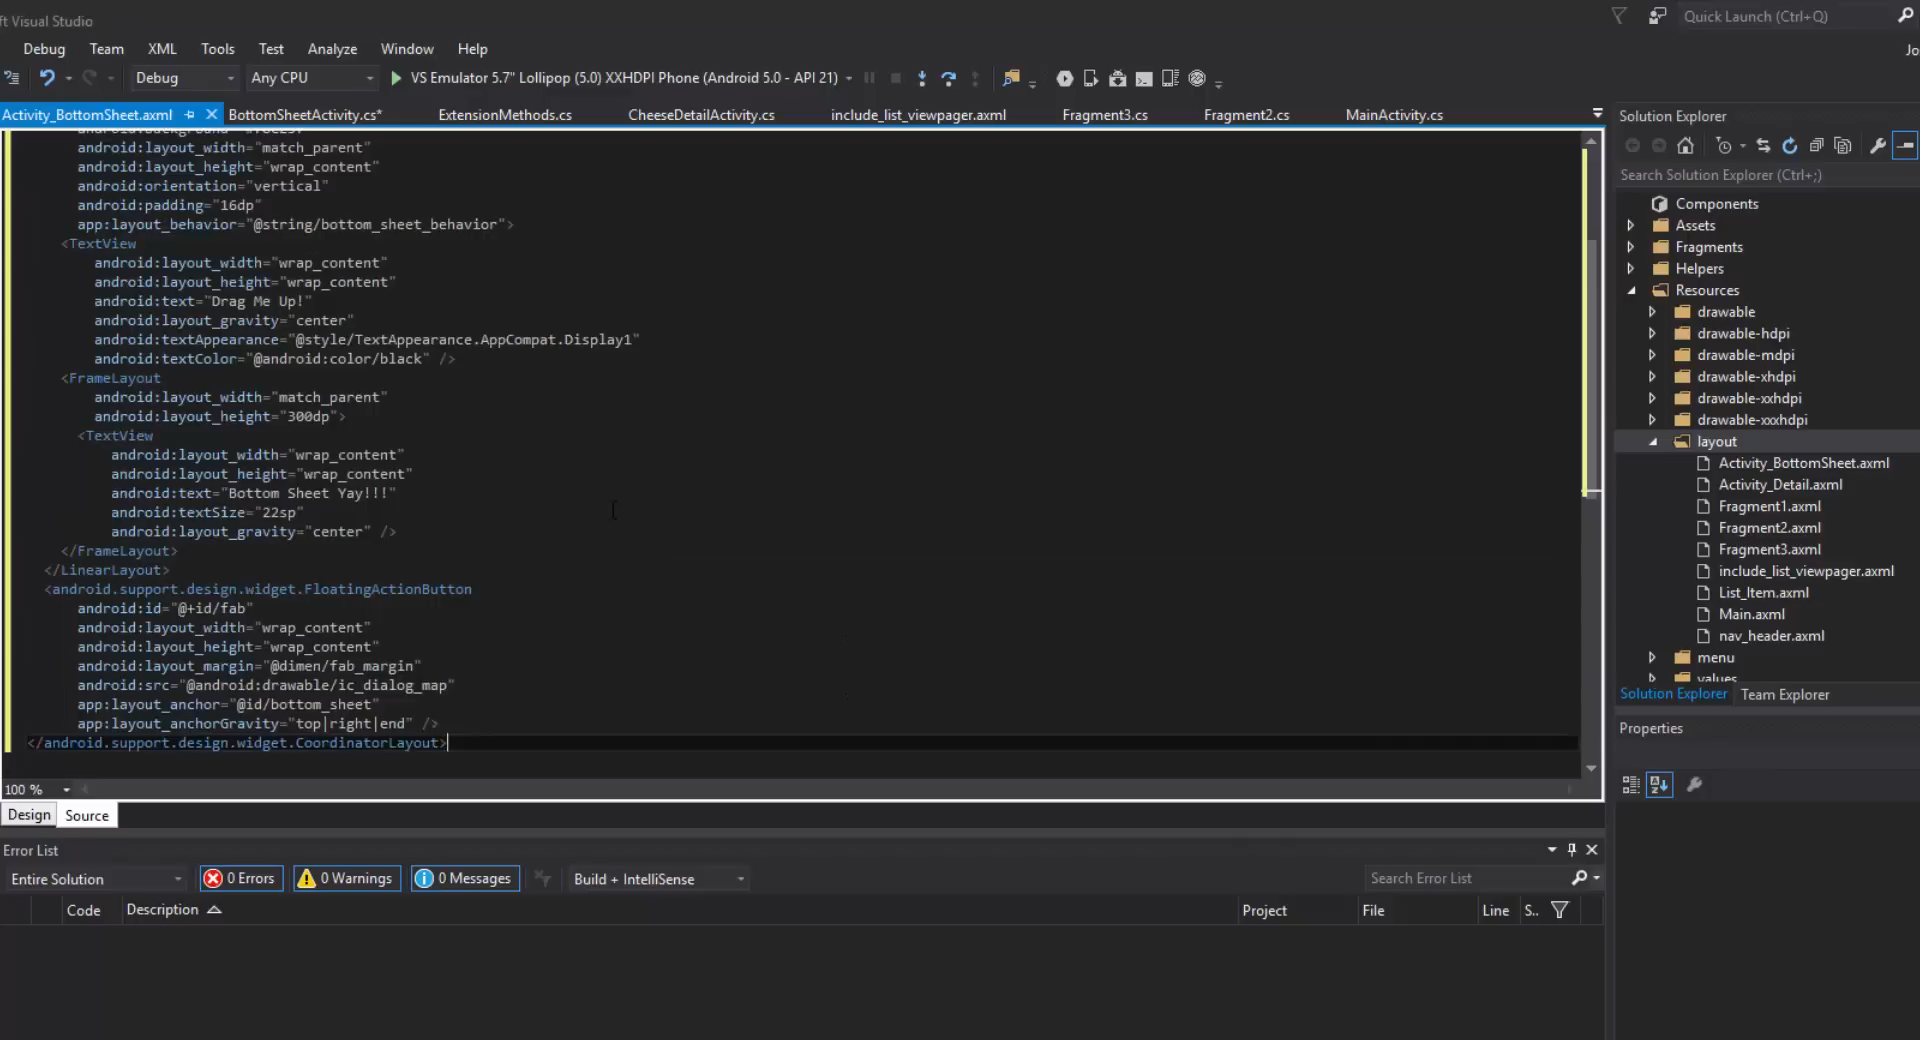 ft Visual Studio
Quick Launch (Ctrl+Q)
Debug Team XML Tools Test Analyze Window Help
Jo
Debug Any CPU VS Emulator 5.7" Lollipop (5.0) XXHDPI Phone (Android 5.0 - API 21)
Activity_BottomSheet.axml BottomSheetActivity.cs* ExtensionMethods.cs CheeseDetailActivity.cs include_list_viewpager.axml Fragment3.cs Fragment2.cs MainActivity.cs
android:layout_width="match_parent"
android:layout_height="wrap_content"
android:orientation="vertical"
android:padding="16dp"
app:layout_behavior="@string/bottom_sheet_behavior">
<TextView
android:layout_width="wrap_content"
android:layout_height="wrap_content"
android:text="Drag Me Up!"
android:layout_gravity="center"
android:textAppearance="@style/TextAppearance.AppCompat.Display1"
android:textColor="@android:color/black" />
<FrameLayout
android:layout_width="match_parent"
android:layout_height="300dp">
<TextView
android:layout_width="wrap_content"
android:layout_height="wrap_content"
android:text="Bottom Sheet Yay!!!"
android:textSize="22sp"
android:layout_gravity="center" />
</FrameLayout>
</LinearLayout>
<android.support.design.widget.FloatingActionButton
android:id="@+id/fab"
android:layout_width="wrap_content"
android:layout_height="wrap_content"
android:layout_margin="@dimen/fab_margin"
android:src="@android:drawable/ic_dialog_map"
app:layout_anchor="@id/bottom_sheet"
app:layout_anchorGravity="top|right|end" />
</android.support.design.widget.CoordinatorLayout>
100 %
Design Source
Error List
Entire Solution 0 Errors 0 Warnings 0 Messages Build + IntelliSense Search Error List
Code Description Project File Line S..
Solution Explorer
Search Solution Explorer (Ctrl+;)
Components
Assets
Fragments
Helpers
Resources
drawable
drawable-hdpi
drawable-mdpi
drawable-xhdpi
drawable-xxhdpi
drawable-xxxhdpi
layout
Activity_BottomSheet.axml
Activity_Detail.axml
Fragment1.axml
Fragment2.axml
Fragment3.axml
include_list_viewpager.axml
List_Item.axml
Main.axml
nav_header.axml
menu
values
Solution Explorer Team Explorer
Properties